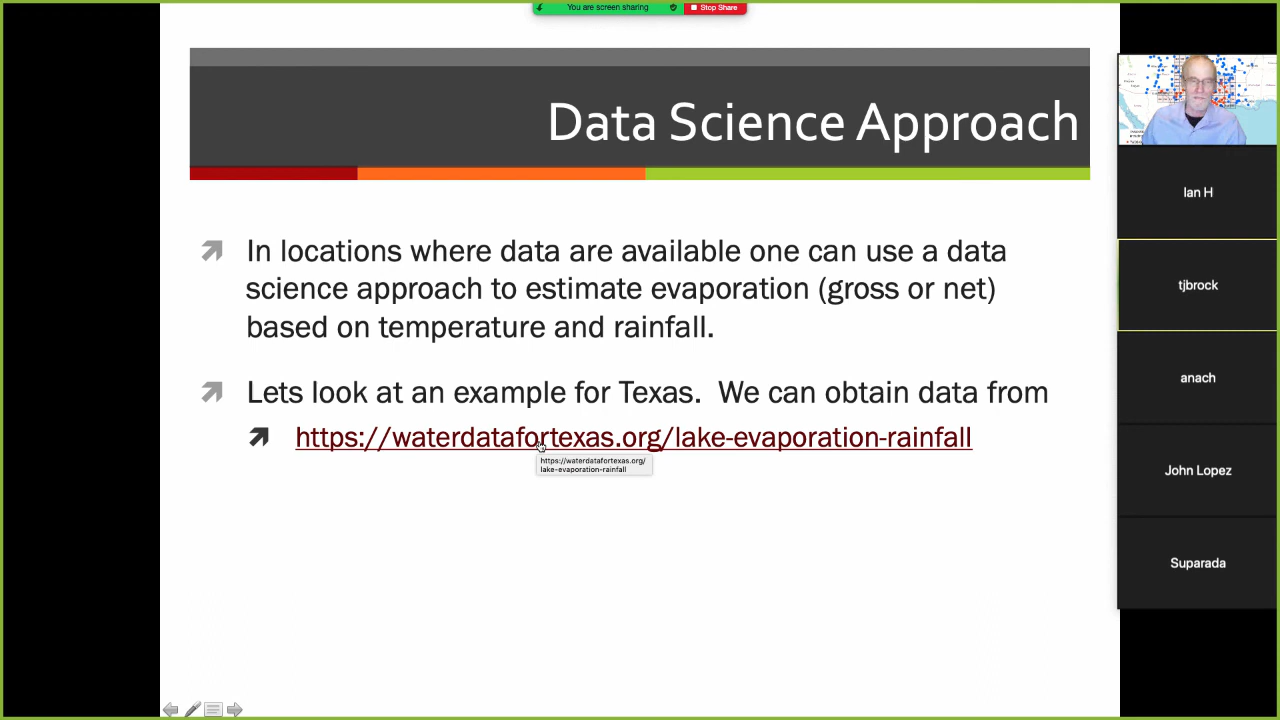 You are screen sharing
Stop Share
Data Science Approach
In locations where data are available one can use a data
science approach to estimate evaporation (gross or net)
based on temperature and rainfall.
Lets look at an example for Texas.  We can obtain data from
https://waterdatafortexas.org/lake-evaporation-rainfall
https://waterdatafortexas.org/
lake-evaporation-rainfall
Ian H
tjbrock
anach
John Lopez
Suparada